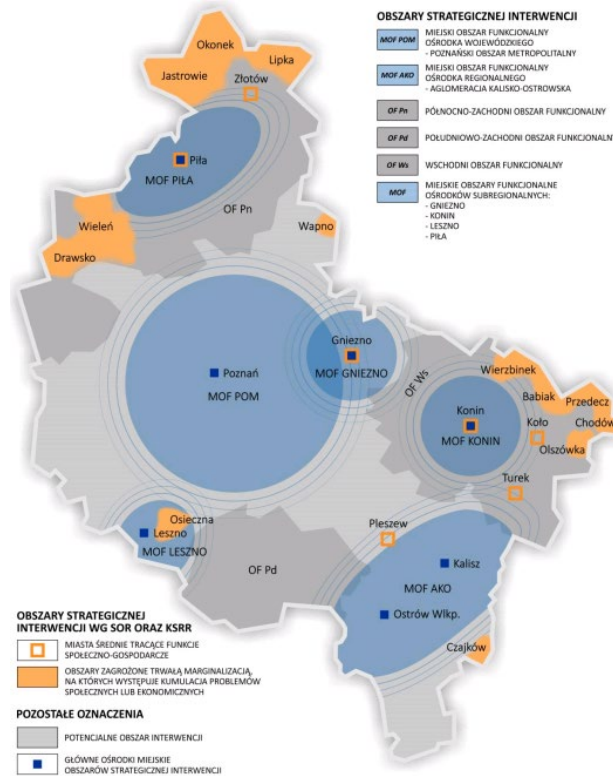 OBSZARY STRATEGICZNEJ INTERWENCJI
MOF POM
MIEJSKI OBSZAR FUNKCJONALNY
OŚRODKA WOJEWÓDZKIEGO
- POZNAŃSKI OBSZAR METROPOLITALNY
MOF AKO
MIEJSKI OBSZAR FUNKCJONALNY
OŚRODKA REGIONALNEGO
- AGLOMERACJA KALISKO-OSTROWSKA
OF Pn
PÓŁNOCNO-ZACHODNI OBSZAR FUNKCJONALNY
OF Pd
POŁUDNIOWO-ZACHODNI OBSZAR FUNKCJONALN
OF Ws
WSCHODNI OBSZAR FUNKCJONALNY
MOF
MIEJSKIE OBSZARY FUNKCJONALNE
OŚRODKÓW SUBREGIONALNYCH:
- GNIEZNO
- KONIN
- LESZNO
- PIŁA
Okonek
Lipka
Jastrowie
Złotów
Piła
MOF PIŁA
OF Pn
Wieleń
Wapno
Drawsko
Gniezno
MOF GNIEZNO
Poznań
MOF POM
OF Ws
Wierzbinek
Babiak
Przedecz
Konin
Koło
Chodów
MOF KONIN
Olszówka
Turek
Osieczna
Leszno
MOF LESZNO
Pleszew
OF Pd
Kalisz
MOF AKO
Ostrów Wlkp.
Czajków
OBSZARY STRATEGICZNEJ
INTERWENCJI WG SOR ORAZ KSRR
MIASTA ŚREDNIE TRACĄCE FUNKCJE
SPOŁECZNO-GOSPODARCZE
OBSZARY ZAGROŻONE TRWAŁĄ MARGINALIZACJĄ,
NA KTÓRYCH WYSTĘPUJE KUMULACJA PROBLEMÓW
SPOŁECZNYCH LUB EKONOMICZNYCH
POZOSTAŁE OZNACZENIA
POTENCJALNE OBSZAR INTERWENCJI
GŁÓWNE OŚRODKI MIEJSKIE
OBSZARÓW STRATEGICZNEJ INTERWENCJI